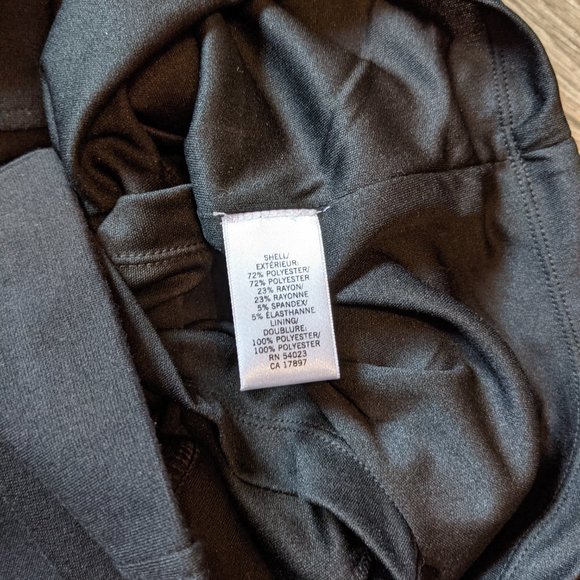 SHELL/
EXTÉRIEUR:
72% POLYESTER/
72% POLYESTER
23% RAYON/
23% RAYONNE
5% SPANDEX/
5% ÉLASTHANNE
LINING/
DOUBLURE:
100% POLYESTER/
100% POLYESTER
RN 54023
CA 17897